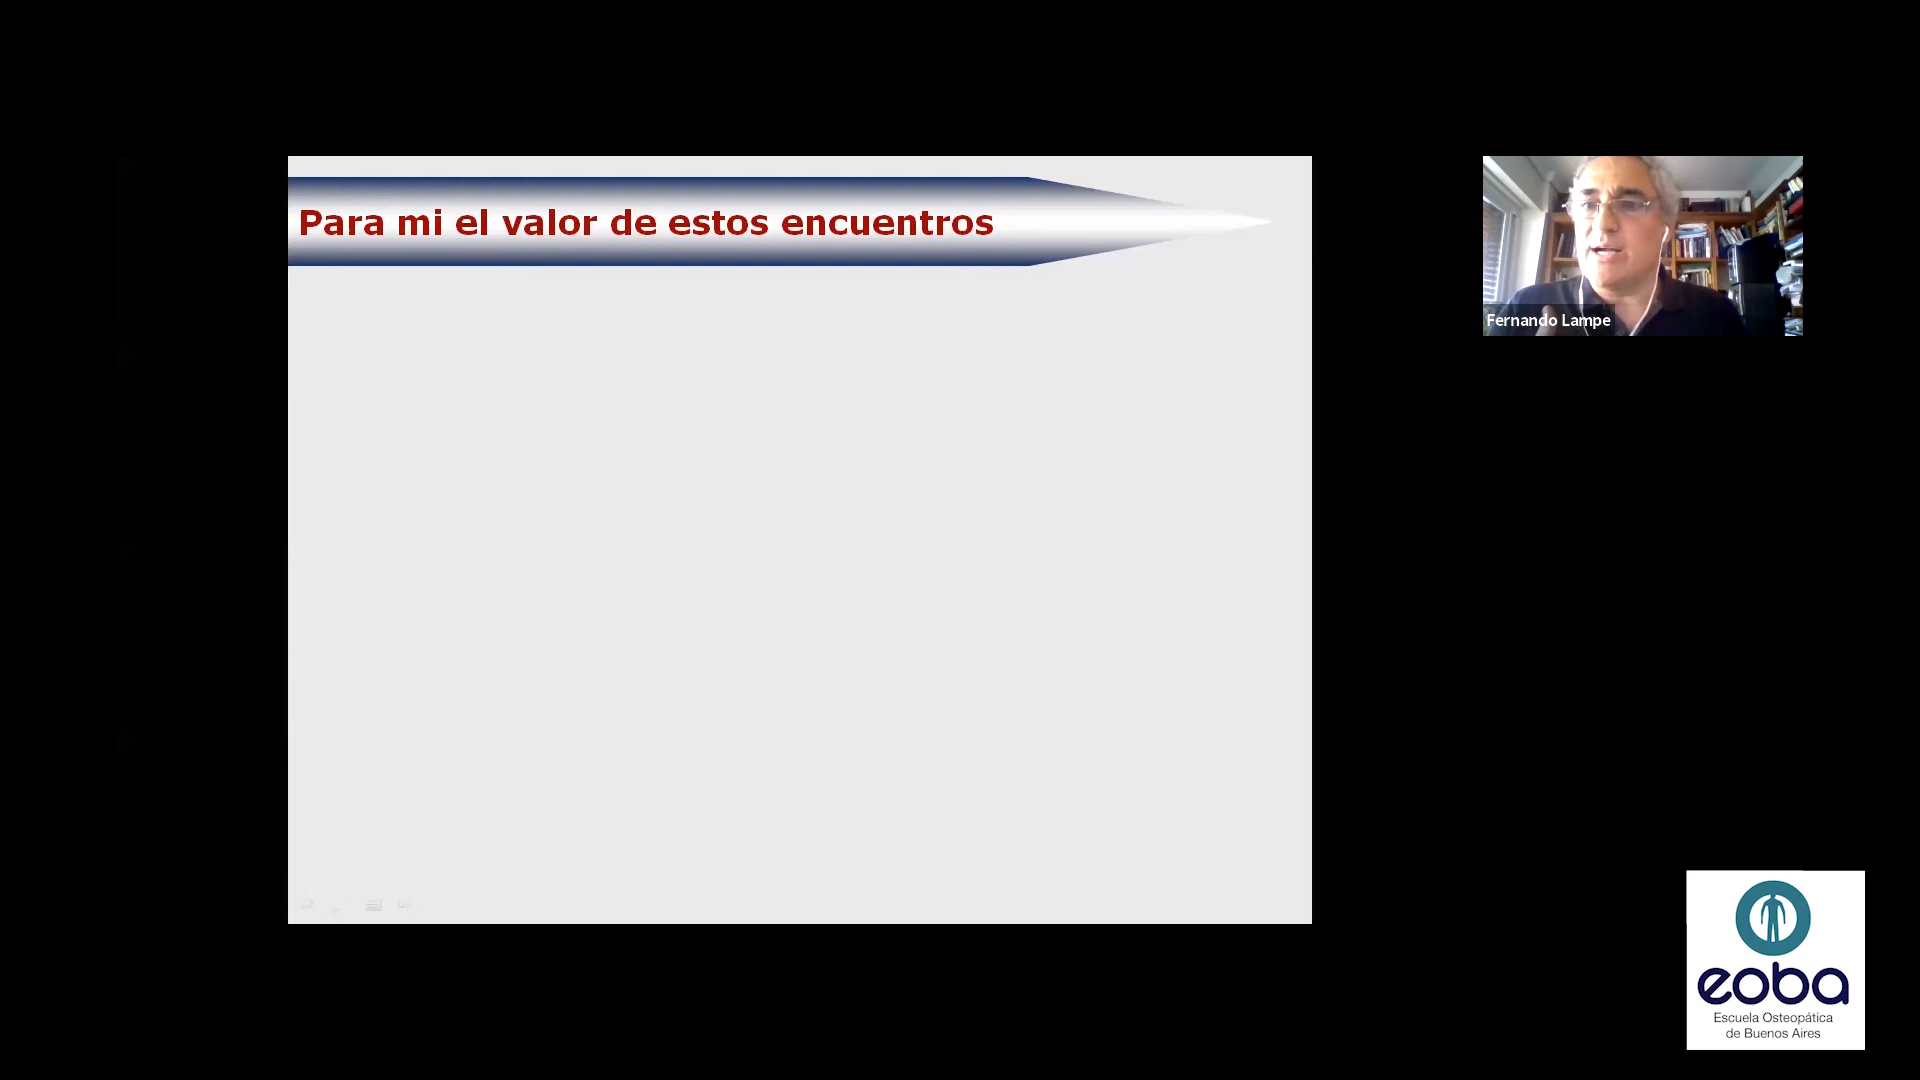 Para mi el valor de estos encuentros
Fernando Lampe
eoba
Escuela Osteopática
de Buenos Aires